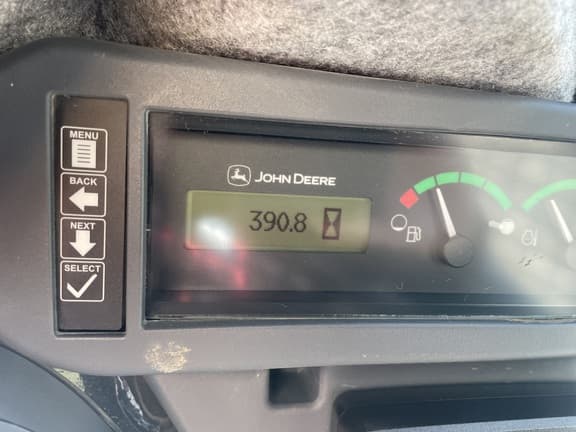 MENU
BACK
NEXT
SELECT
JOHN DEERE
390.8